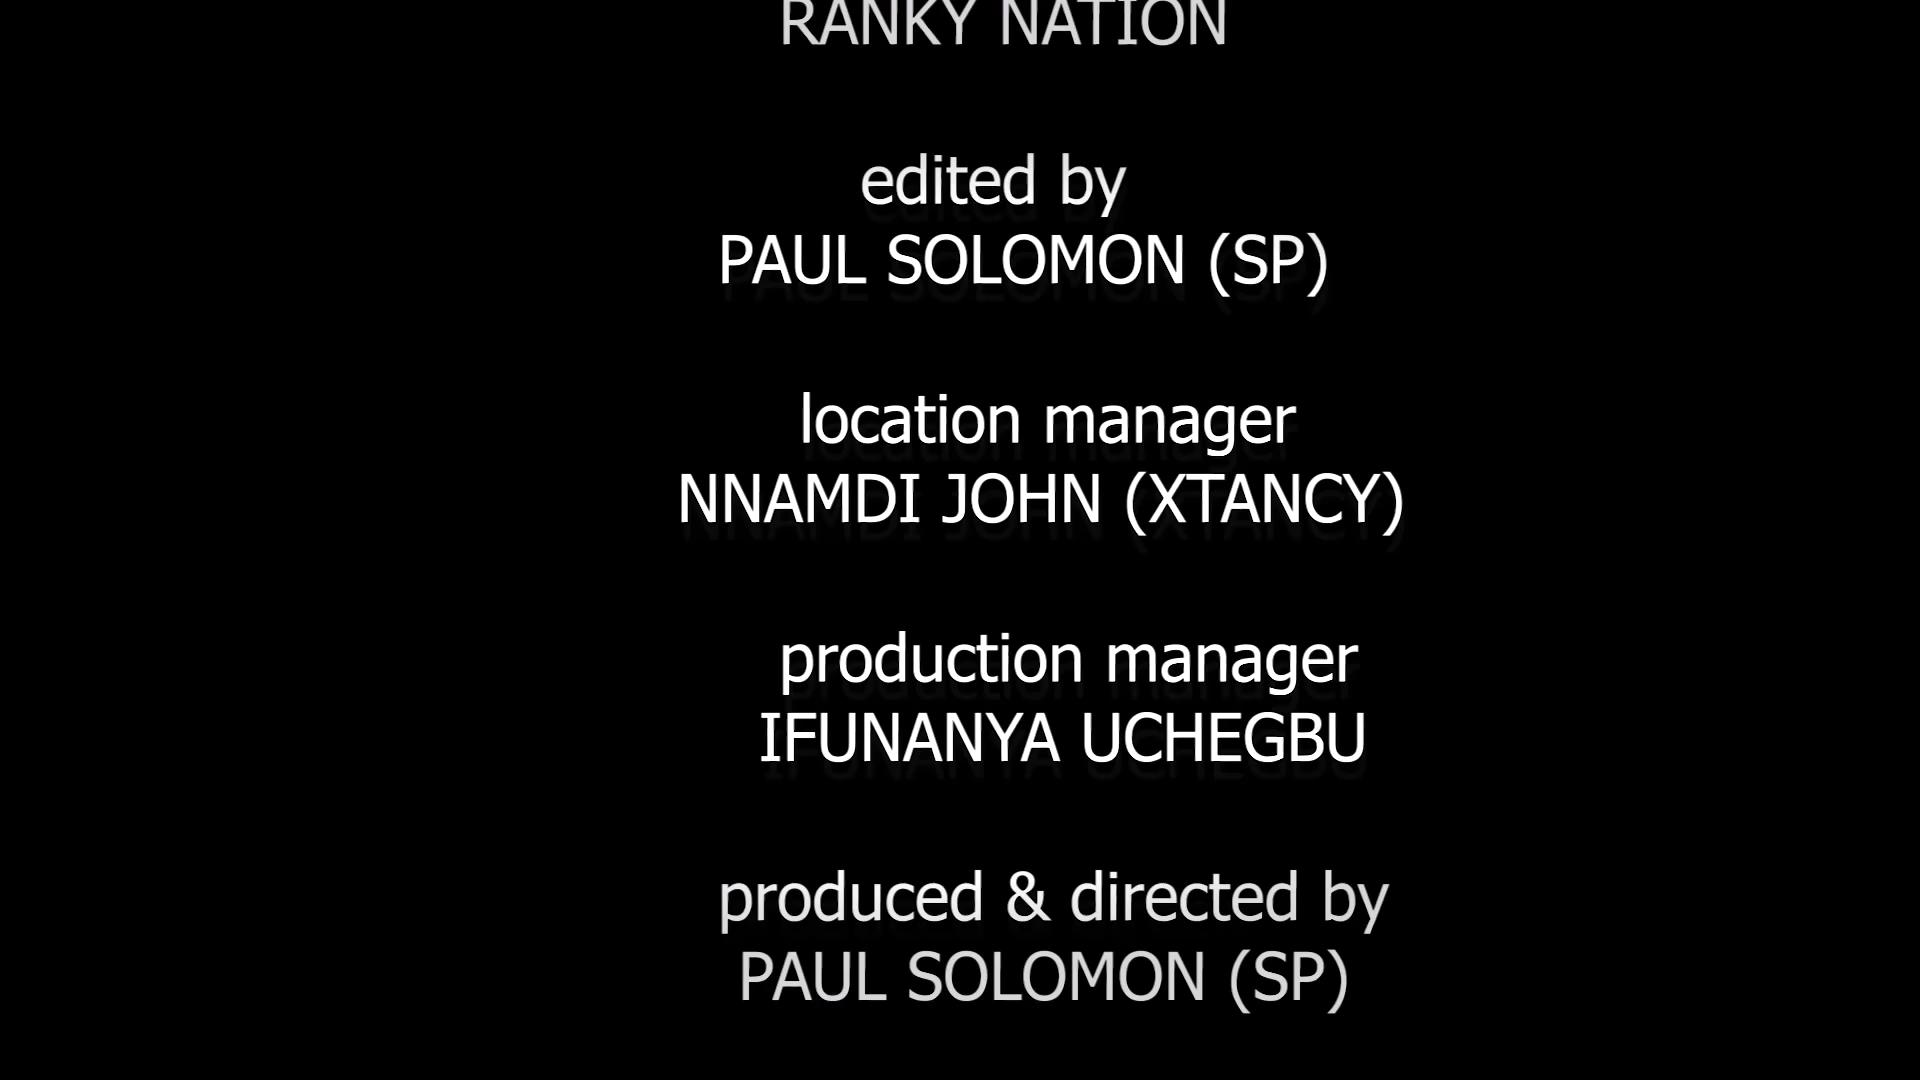 RANKY NATION
edited by
PAUL SOLOMON (SP)
location manager
NNAMDI JOHN (XTANCY)
production manager
IFUNANYA UCHEGBU
produced & directed by
PAUL SOLOMON (SP)